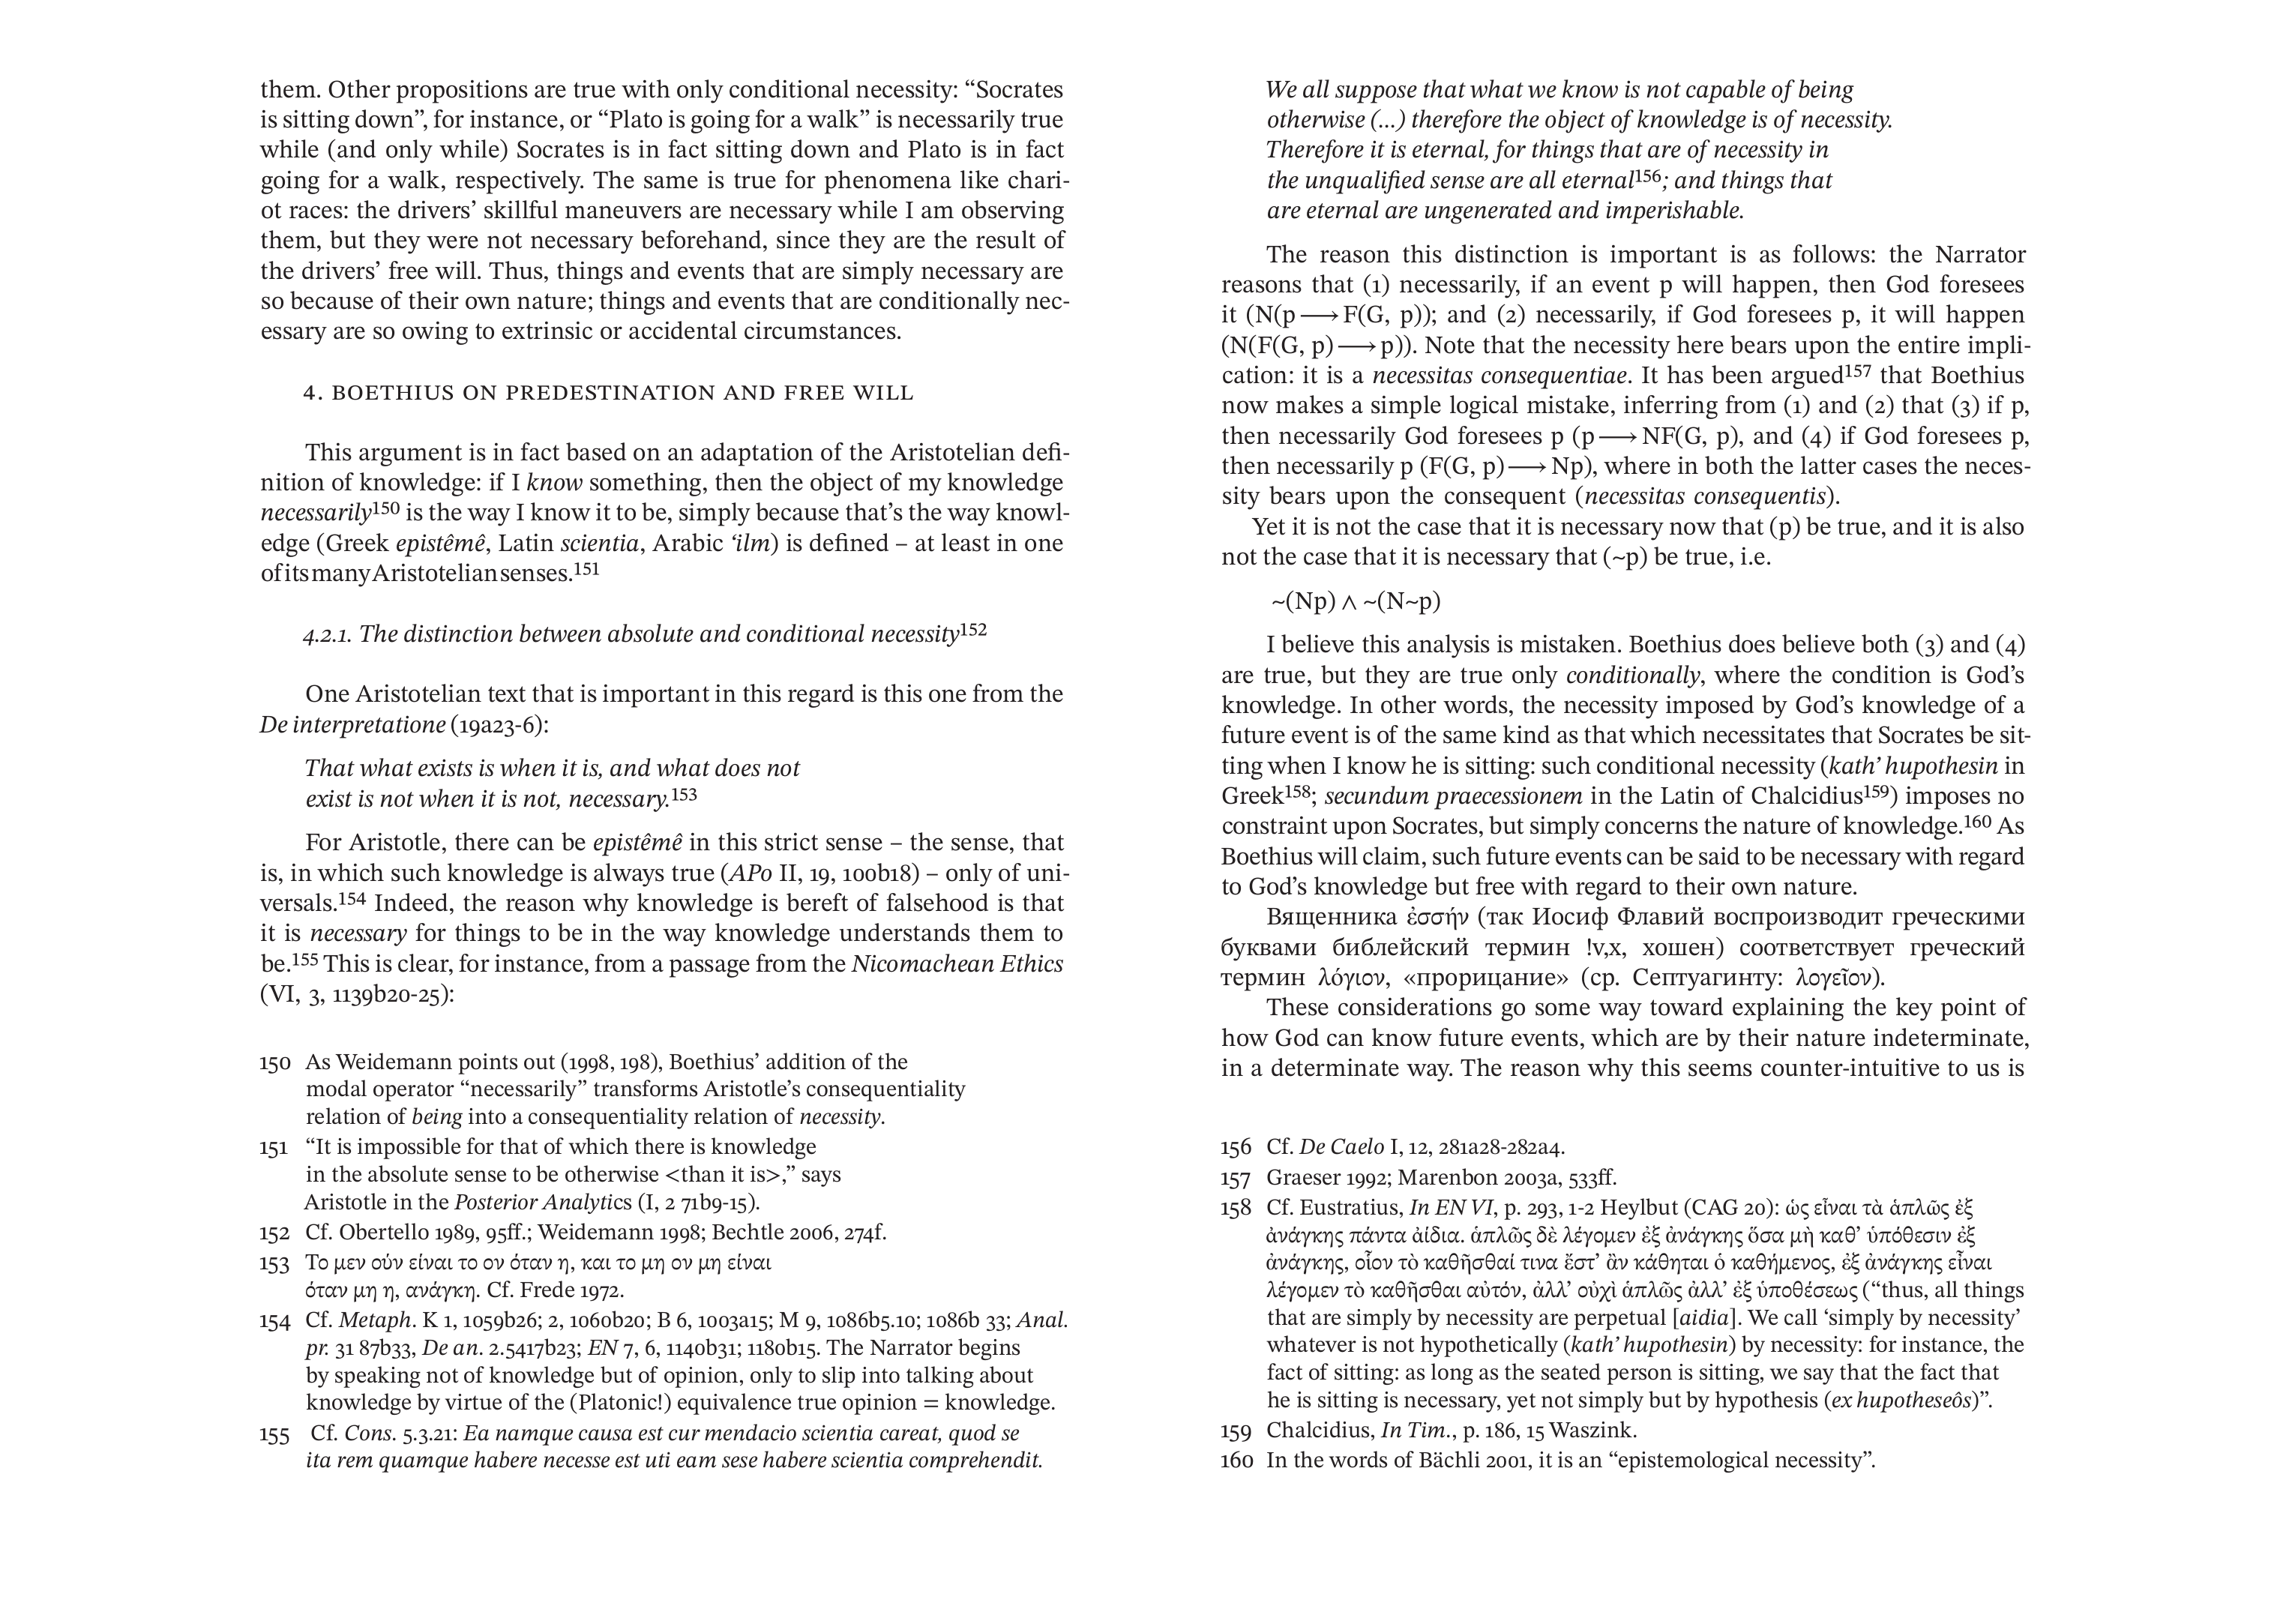 them. Other propositions are true with only conditional necessity: “Socrates
is sitting down”, for instance, or “Plato is going for a walk” is necessarily true
while (and only while) Socrates is in fact sitting down and Plato is in fact
going for a walk, respectively. The same is true for phenomena like chari-
ot races: the drivers’ skillful maneuvers are necessary while I am observing
them, but they were not necessary beforehand, since they are the result of
the drivers’ free will. Thus, things and events that are simply necessary are
so because of their own nature; things and events that are conditionally nec-
essary are so owing to extrinsic or accidental circumstances.
4. BOETHIUS ON PREDESTINATION AND FREE WILL
This argument is in fact based on an adaptation of the Aristotelian defi-
nition of knowledge: if I know something, then the object of my knowledge
necessarily150 is the way I know it to be, simply because that’s the way knowl-
edge (Greek epistêmê, Latin scientia, Arabic ‘ilm) is defined – at least in one
of its many Aristotelian senses.151
4.2.1. The distinction between absolute and conditional necessity152
One Aristotelian text that is important in this regard is this one from the
De interpretatione (19a23-6):
That what exists is when it is, and what does not
exist is not when it is not, necessary.153
For Aristotle, there can be epistêmê in this strict sense – the sense, that
is, in which such knowledge is always true (APo II, 19, 100b18) – only of uni-
versals.154 Indeed, the reason why knowledge is bereft of falsehood is that
it is necessary for things to be in the way knowledge understands them to
be.155 This is clear, for instance, from a passage from the Nicomachean Ethics
(VI, 3, 1139b20-25):
150 As Weidemann points out (1998, 198), Boethius’ addition of the
modal operator “necessarily” transforms Aristotle’s consequentiality
relation of being into a consequentiality relation of necessity.
151 “It is impossible for that of which there is knowledge
in the absolute sense to be otherwise <than it is>,” says
Aristotle in the Posterior Analytics (I, 2 71b9-15).
152 Cf. Obertello 1989, 95ff.; Weidemann 1998; Bechtle 2006, 274f.
153 Το μεν ούν είναι το ον όταν η, και το μη ον μη είναι
όταν μη η, ανάγκη. Cf. Frede 1972.
154 Cf. Metaph. K 1, 1059b26; 2, 1060b20; B 6, 1003a15; M 9, 1086b5.10; 1086b 33; Anal.
pr. 31 87b33, De an. 2.5417b23; EN 7, 6, 1140b31; 1180b15. The Narrator begins
by speaking not of knowledge but of opinion, only to slip into talking about
knowledge by virtue of the (Platonic!) equivalence true opinion = knowledge.
155 Cf. Cons. 5.3.21: Ea namque causa est cur mendacio scientia careat, quod se
ita rem quamque habere necesse est uti eam sese habere scientia comprehendit.
We all suppose that what we know is not capable of being
otherwise (...) therefore the object of knowledge is of necessity.
Therefore it is eternal, for things that are of necessity in
the unqualified sense are all eternal156; and things that
are eternal are ungenerated and imperishable.
The reason this distinction is important is as follows: the Narrator
reasons that (1) necessarily, if an event p will happen, then God foresees
it (N(p⟶F(G, p)); and (2) necessarily, if God foresees p, it will happen
(N(F(G, p)⟶p)). Note that the necessity here bears upon the entire impli-
cation: it is a necessitas consequentiae. It has been argued157 that Boethius
now makes a simple logical mistake, inferring from (1) and (2) that (3) if p,
then necessarily God foresees p (p⟶NF(G, p), and (4) if God foresees p,
then necessarily p (F(G, p)⟶Np), where in both the latter cases the neces-
sity bears upon the consequent (necessitas consequentis).
Yet it is not the case that it is necessary now that (p) be true, and it is also
not the case that it is necessary that (~p) be true, i.e.
~(Np) ∧ ~(N~p)
I believe this analysis is mistaken. Boethius does believe both (3) and (4)
are true, but they are true only conditionally, where the condition is God’s
knowledge. In other words, the necessity imposed by God’s knowledge of a
future event is of the same kind as that which necessitates that Socrates be sit-
ting when I know he is sitting: such conditional necessity (kath’ hupothesin in
Greek158; secundum praecessionem in the Latin of Chalcidius159) imposes no
constraint upon Socrates, but simply concerns the nature of knowledge.160 As
Boethius will claim, such future events can be said to be necessary with regard
to God’s knowledge but free with regard to their own nature.
Вященника ἐσσήν (так Иосиф Флавий воспроизводит греческими
буквами библейский термин !v,x, хошен) соответствует греческий
термин λόγιον, «прорицание» (ср. Септуагинту: λογεῖον).
These considerations go some way toward explaining the key point of
how God can know future events, which are by their nature indeterminate,
in a determinate way. The reason why this seems counter-intuitive to us is
156 Cf. De Caelo I, 12, 281a28-282a4.
157 Graeser 1992; Marenbon 2003a, 533ff.
158 Cf. Eustratius, In EN VI, p. 293, 1-2 Heylbut (CAG 20): ὡς εἶναι τὰ ἁπλῶς ἐξ
ἀνάγκης πάντα ἀίδια. ἁπλῶς δὲ λέγομεν ἐξ ἀνάγκης ὅσα μὴ καθ’ ὑπόθεσιν ἐξ
ἀνάγκης, οἷον τὸ καθῆσθαί τινα ἔστ’ ἂν κάθηται ὁ καθήμενος, ἐξ ἀνάγκης εἶναι
λέγομεν τὸ καθῆσθαι αὐτόν, ἀλλ’ οὐχὶ ἁπλῶς ἀλλ’ ἐξ ὑποθέσεως (“thus, all things
that are simply by necessity are perpetual [aidia]. We call ‘simply by necessity’
whatever is not hypothetically (kath’ hupothesin) by necessity: for instance, the
fact of sitting: as long as the seated person is sitting, we say that the fact that
he is sitting is necessary, yet not simply but by hypothesis (ex hupotheseôs)”.
159 Chalcidius, In Tim., p. 186, 15 Waszink.
160 In the words of Bächli 2001, it is an “epistemological necessity”.